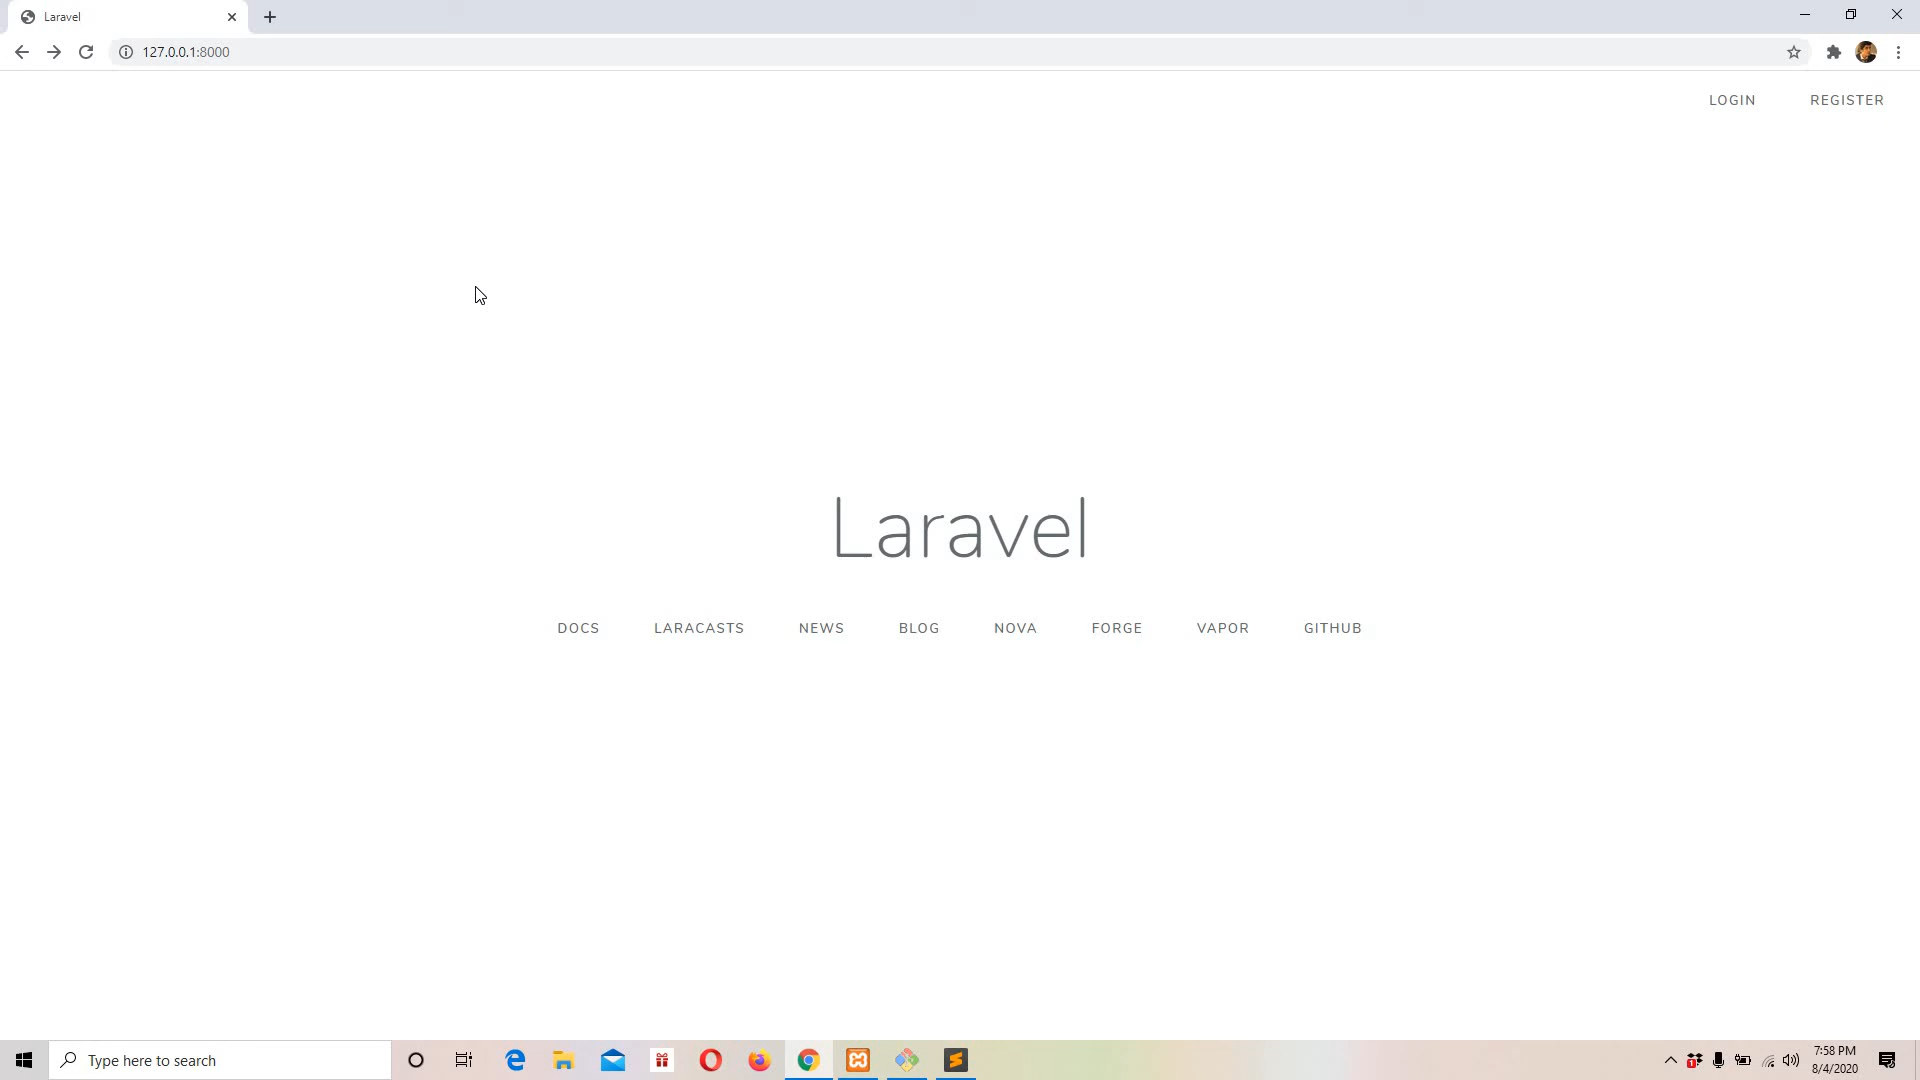 Laravel
127.0.0.1:8000
LOGIN REGISTER
Laravel
DOCS LARACASTS NEWS BLOG NOVA FORGE VAPOR GITHUB
Type here to search
1
7:58 PM
8/4/2020